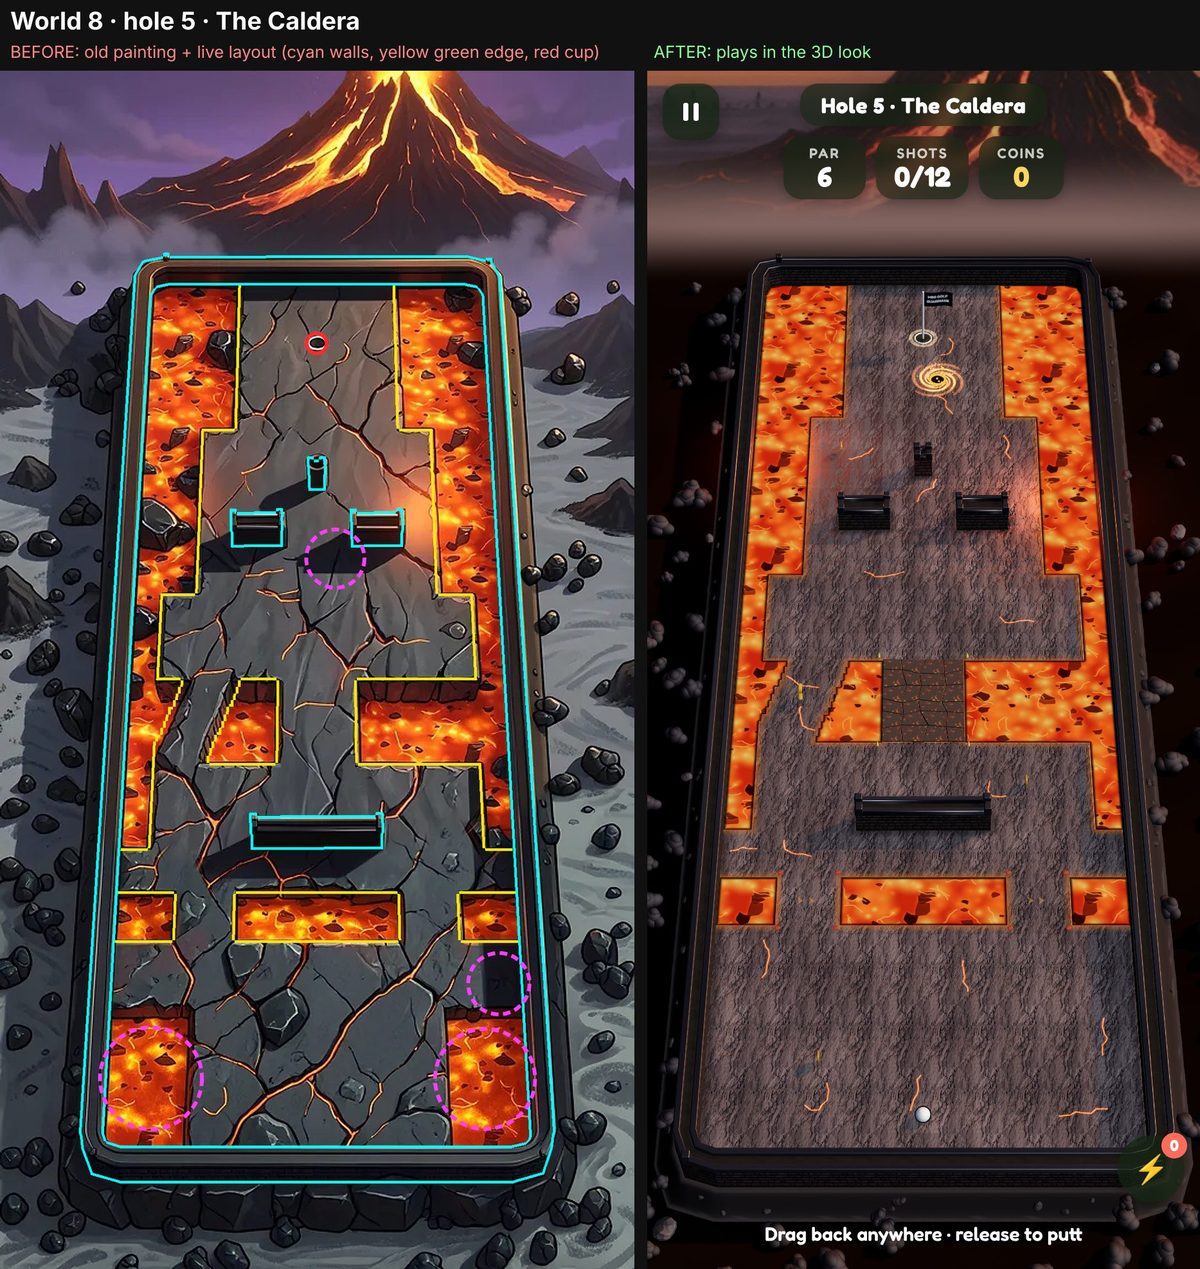 World 8 · hole 5 · The Caldera
BEFORE: old painting + live layout (cyan walls, yellow green edge, red cup)
AFTER: plays in the 3D look
Hole 5 · The Caldera
PAR
6
SHOTS
0/12
COINS
0
0
Drag back anywhere · release to putt